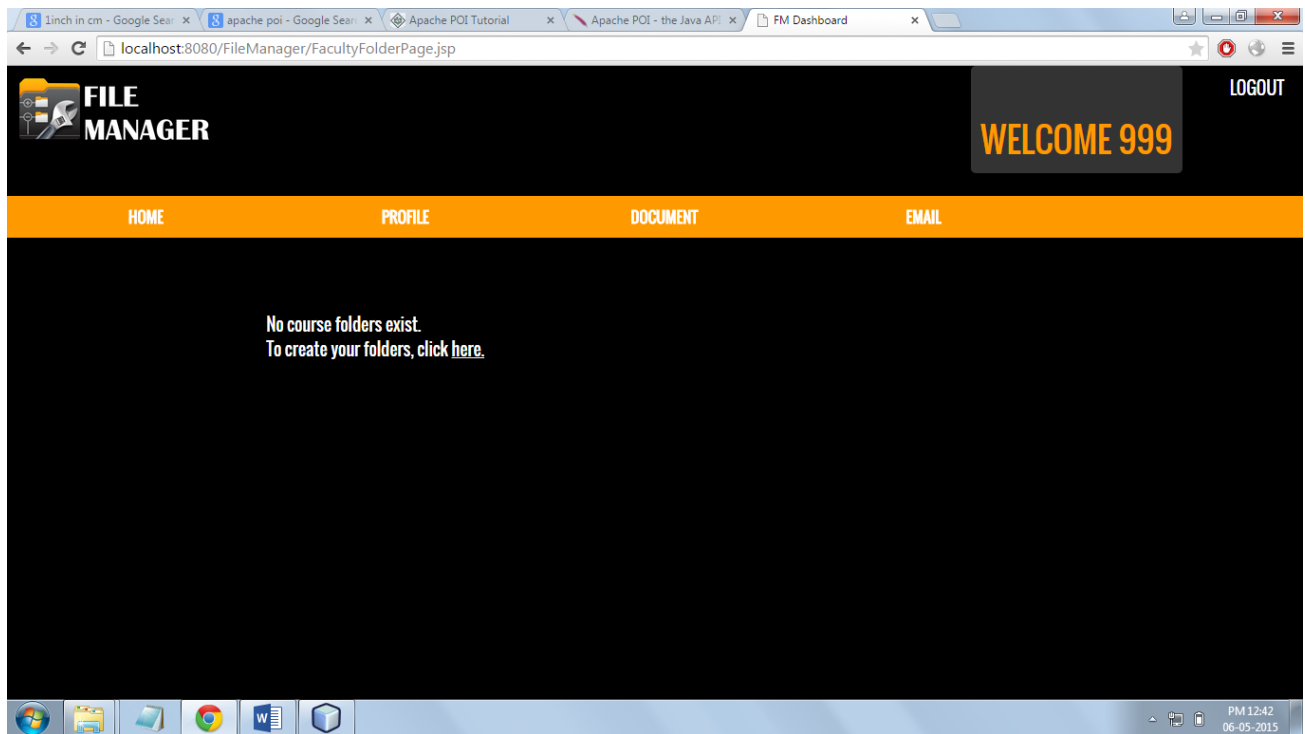 1inch in cm - Google Sear
apache poi - Google Sear
Apache POI Tutorial
Apache POI - the Java API
FM Dashboard
localhost:8080/FileManager/FacultyFolderPage.jsp
FILE
MANAGER
WELCOME 999
LOGOUT
HOME PROFILE DOCUMENT EMAIL
No course folders exist.
To create your folders, click here.
PM 12:42
06-05-2015